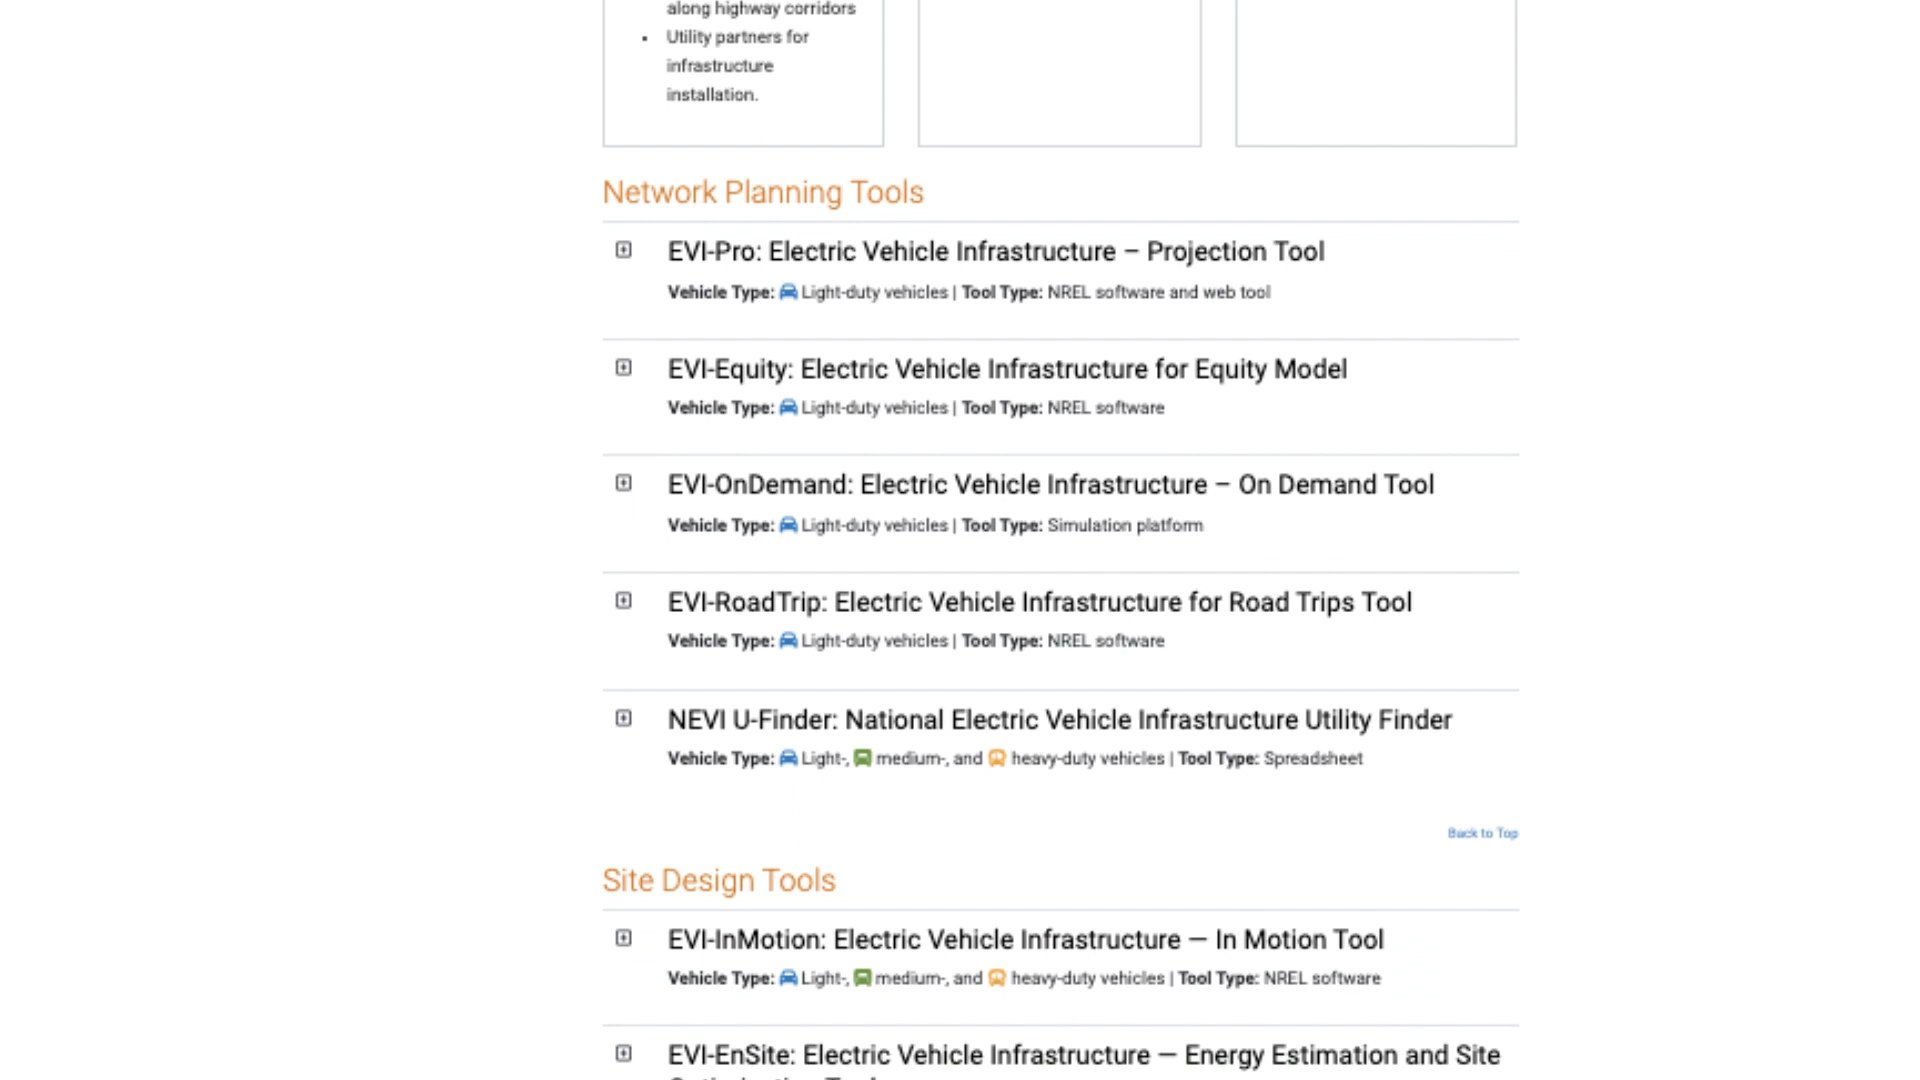 along highway corridors
• Utility partners for
infrastructure
installation.
Network Planning Tools
EVI-Pro: Electric Vehicle Infrastructure – Projection Tool
Vehicle Type: Light-duty vehicles | Tool Type: NREL software and web tool
EVI-Equity: Electric Vehicle Infrastructure for Equity Model
Vehicle Type: Light-duty vehicles | Tool Type: NREL software
EVI-OnDemand: Electric Vehicle Infrastructure – On Demand Tool
Vehicle Type: Light-duty vehicles | Tool Type: Simulation platform
EVI-RoadTrip: Electric Vehicle Infrastructure for Road Trips Tool
Vehicle Type: Light-duty vehicles | Tool Type: NREL software
NEVI U-Finder: National Electric Vehicle Infrastructure Utility Finder
Vehicle Type: Light-, medium-, and heavy-duty vehicles | Tool Type: Spreadsheet
Back to Top
Site Design Tools
EVI-InMotion: Electric Vehicle Infrastructure — In Motion Tool
Vehicle Type: Light-, medium-, and heavy-duty vehicles | Tool Type: NREL software
EVI-EnSite: Electric Vehicle Infrastructure — Energy Estimation and Site